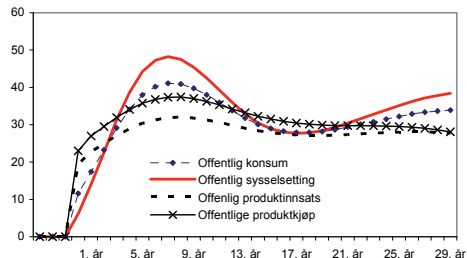 60
50
40
30
20
10
0
Offentlig konsum
Offentlig sysselsetting
Offentlig produktinnsats
Offentlige produktkjøp
1. år 5. år 9. år 13. år 17. år 21. år 25. år 29. år